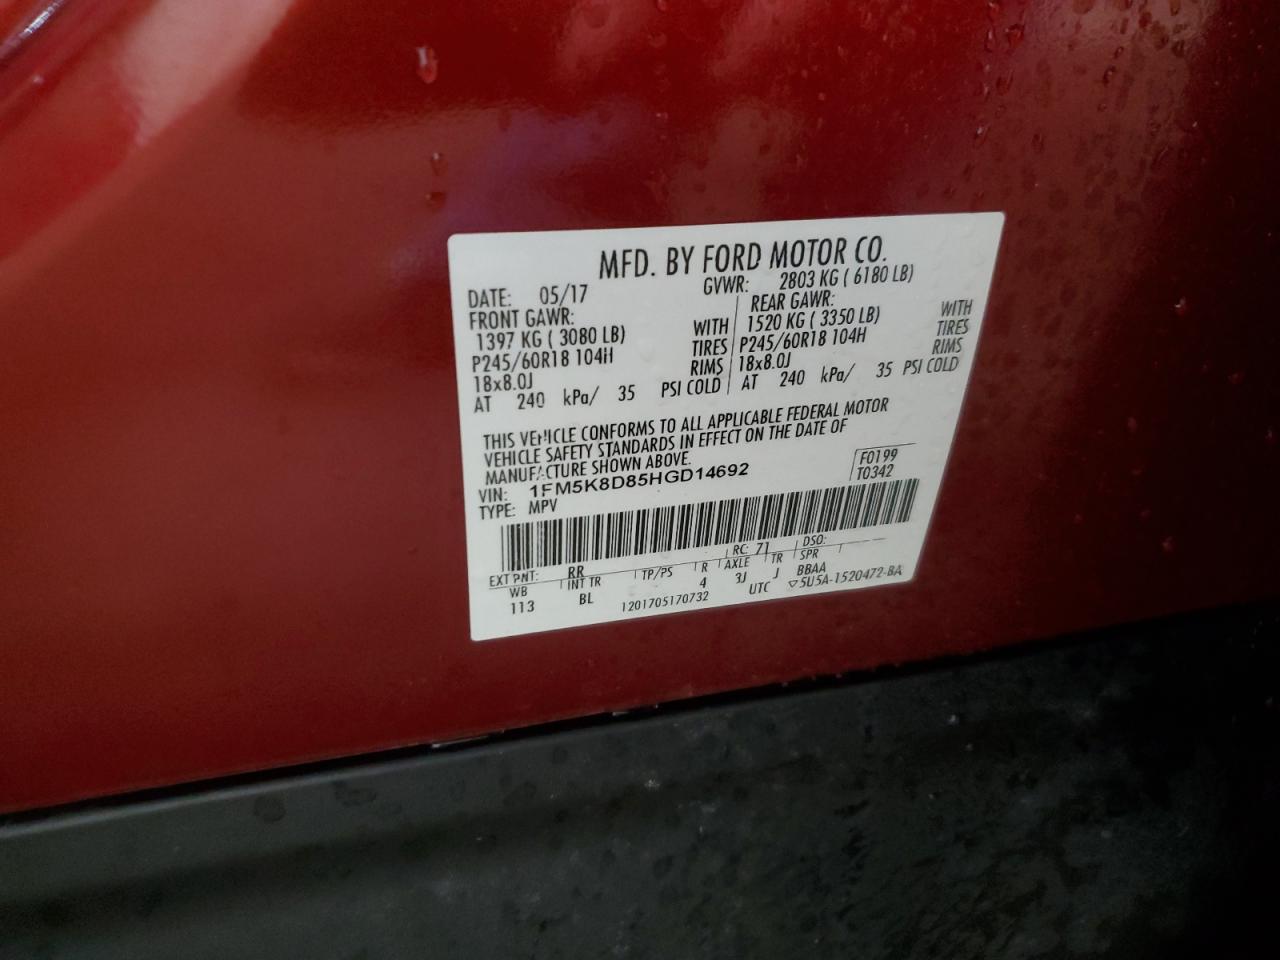 MFD. BY FORD MOTOR CO.
DATE: 05/17 GVWR: 2803 KG ( 6180 LB)
FRONT GAWR: REAR GAWR:
1397 KG ( 3080 LB) WITH 1520 KG ( 3350 LB) WITH
P245/60R18 104H TIRES P245/60R18 104H TIRES
18x8.0J RIMS 18x8.0J RIMS
AT 240 kPa/ 35 PSI COLD AT 240 kPa/ 35 PSI COLD
THIS VEHICLE CONFORMS TO ALL APPLICABLE FEDERAL MOTOR
VEHICLE SAFETY STANDARDS IN EFFECT ON THE DATE OF
MANUFACTURE SHOWN ABOVE.
F0199
VIN: 1FM5K8D85HGD14692
T0342
TYPE: MPV
EXT PNT: RR RC: 71 DSO:
WB INT TR TP/PS R AXLE TR SPR
113 BL 4 3J J BBAA
1201705170732 UTC ▽5U5A-1520472-BA